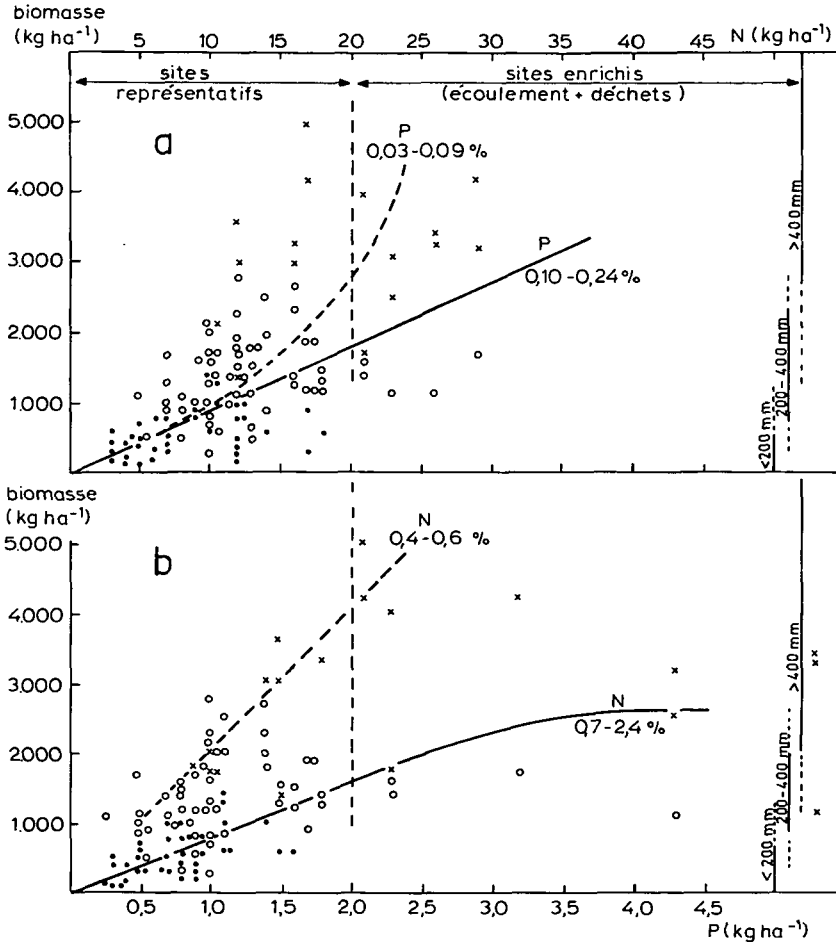 biomasse
(kg ha-1)
5 10 15 20 25 30 35 40 45 N (kg ha-1)
sites
représentatifs
sites enrichis
(écoulement + déchets)
a
P
0,03-0,09 %
P
0,10-0,24 %
5.000
4.000
3.000
2.000
1.000
0
<200 mm
200-400 mm
>400 mm
biomasse
(kg ha-1)
b
N
0,4-0,6 %
N
0,7-2,4 %
5.000
4.000
3.000
2.000
1.000
0
<200 mm
200-400 mm
>400 mm
0,5 1,0 1,5 2,0 2,5 3,0 3,5 4,0 4,5
P (kg ha-1)